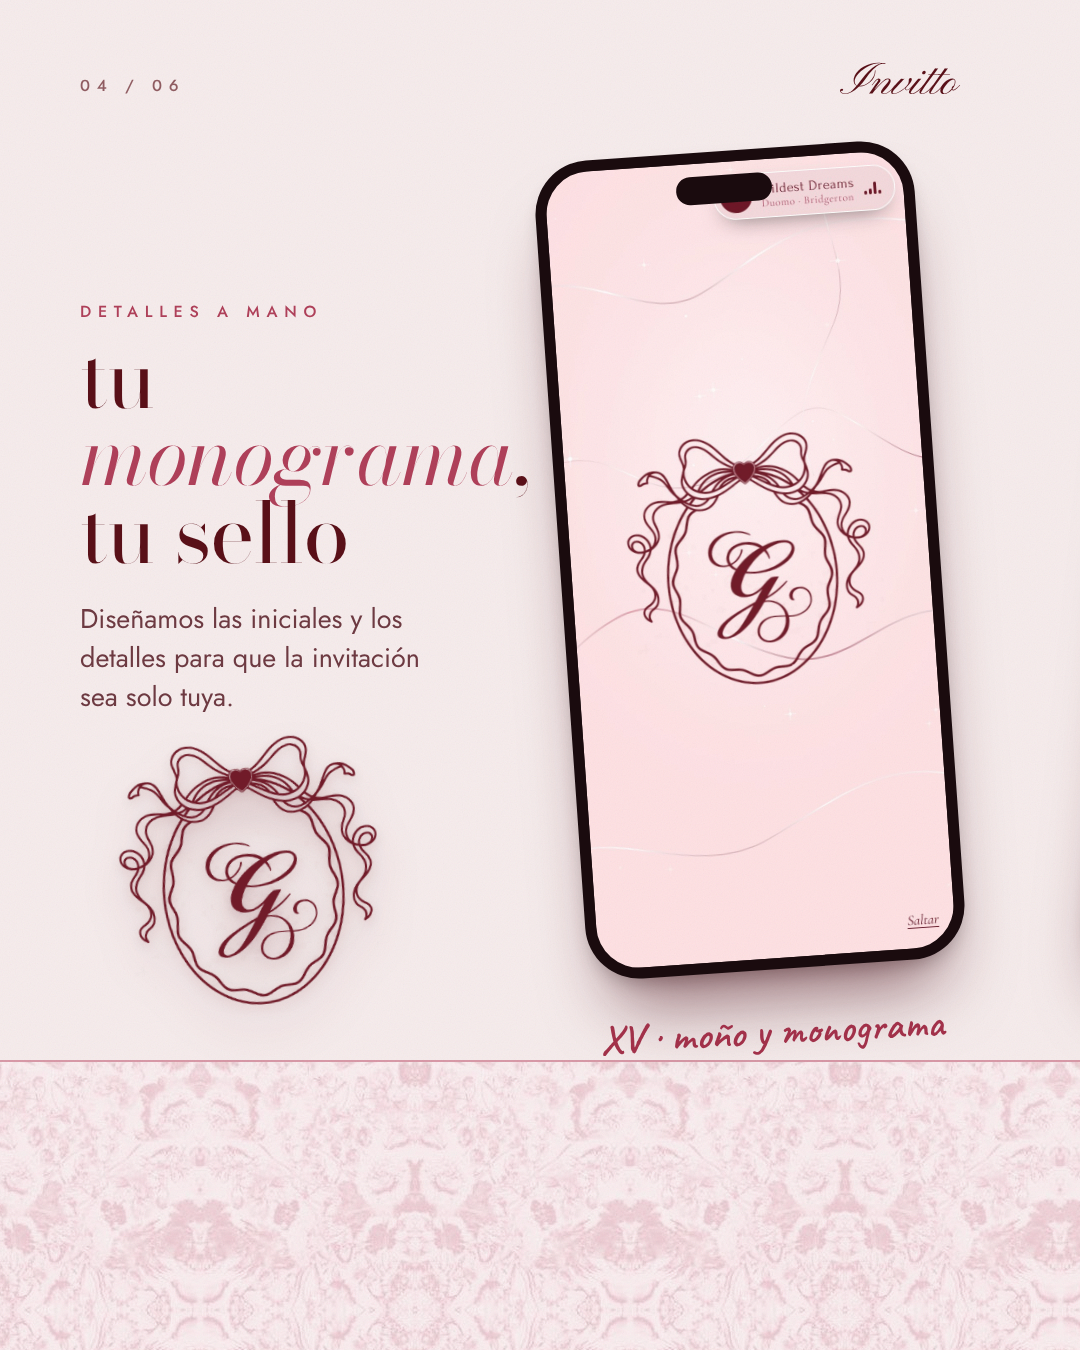 04 / 06
Invitto
DETALLES A MANO
tu
monograma,
tu sello
Diseñamos las iniciales y los
detalles para que la invitación
sea solo tuya.
G
Dreams
Duomo · Bridgerton
G
Saltar
XV · moño y monograma